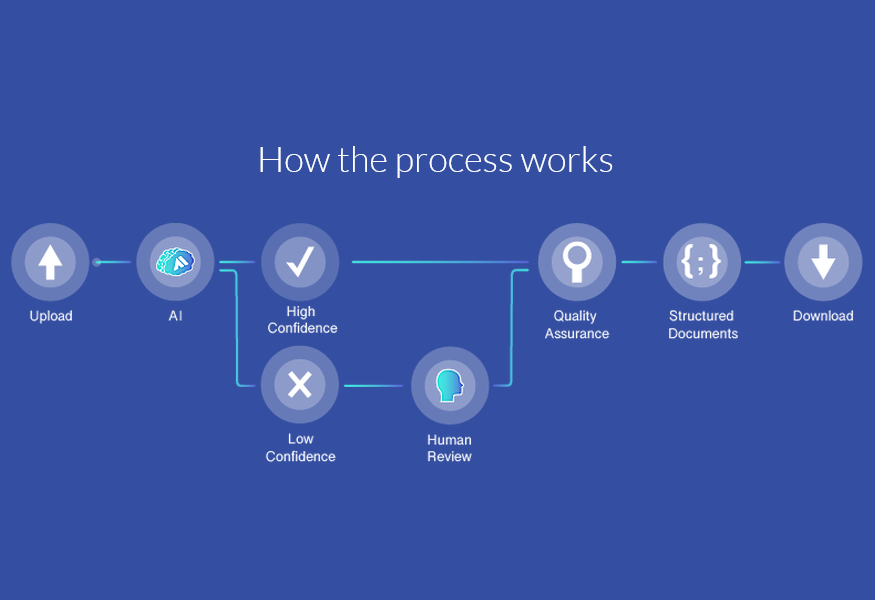 How the process works
Upload
AI
High
Confidence
Low
Confidence
Human
Review
Quality
Assurance
{;}
Structured
Documents
Download